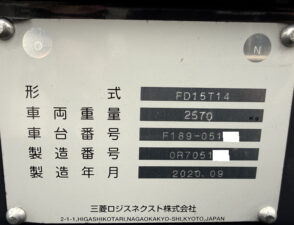 形式 FD15T14
車両重量 2570
車台番号 F189-051
製造番号 0R7051
製造年月 2020.09
三菱ロジスネクスト株式会社
2-1-1,HIGASHIKOTARI,NAGAOKAKYO-SHI,KYOTO,JAPAN